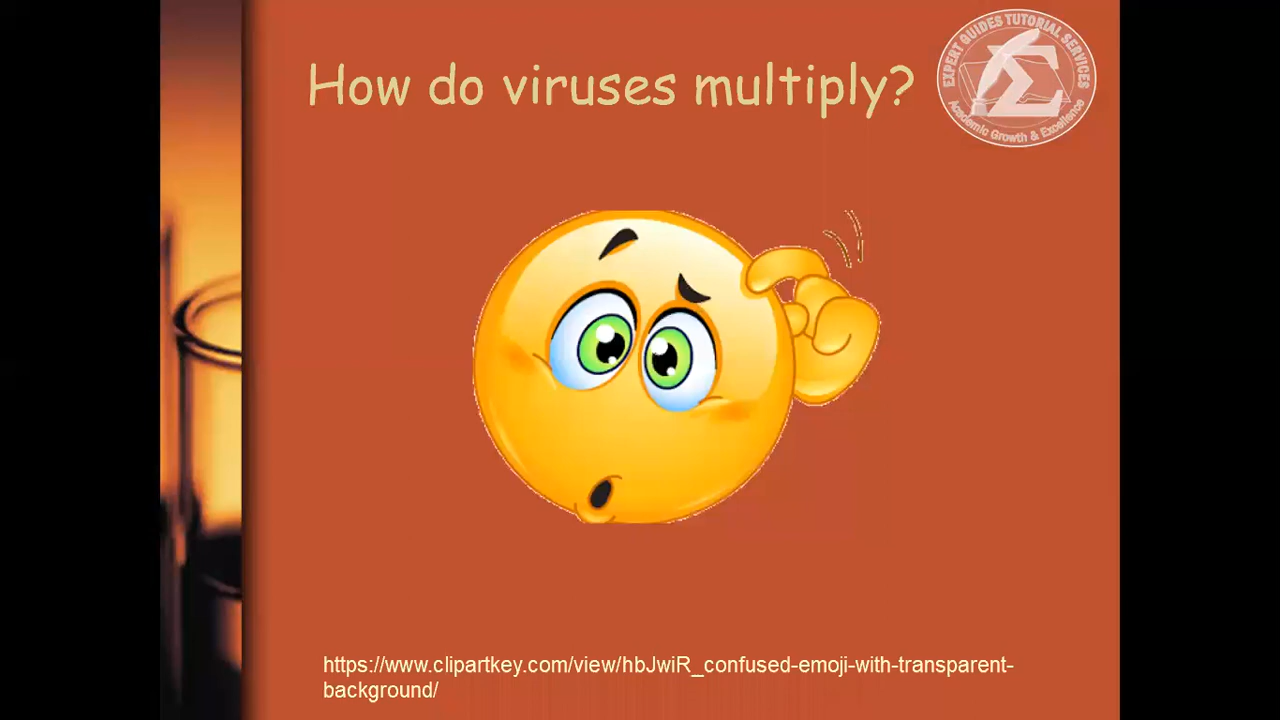 How do viruses multiply?
EXPERT GUIDES TUTORIAL SERVICES
Σ
Academic Growth & Excellence
https://www.clipartkey.com/view/hbJwiR_confused-emoji-with-transparent-
background/